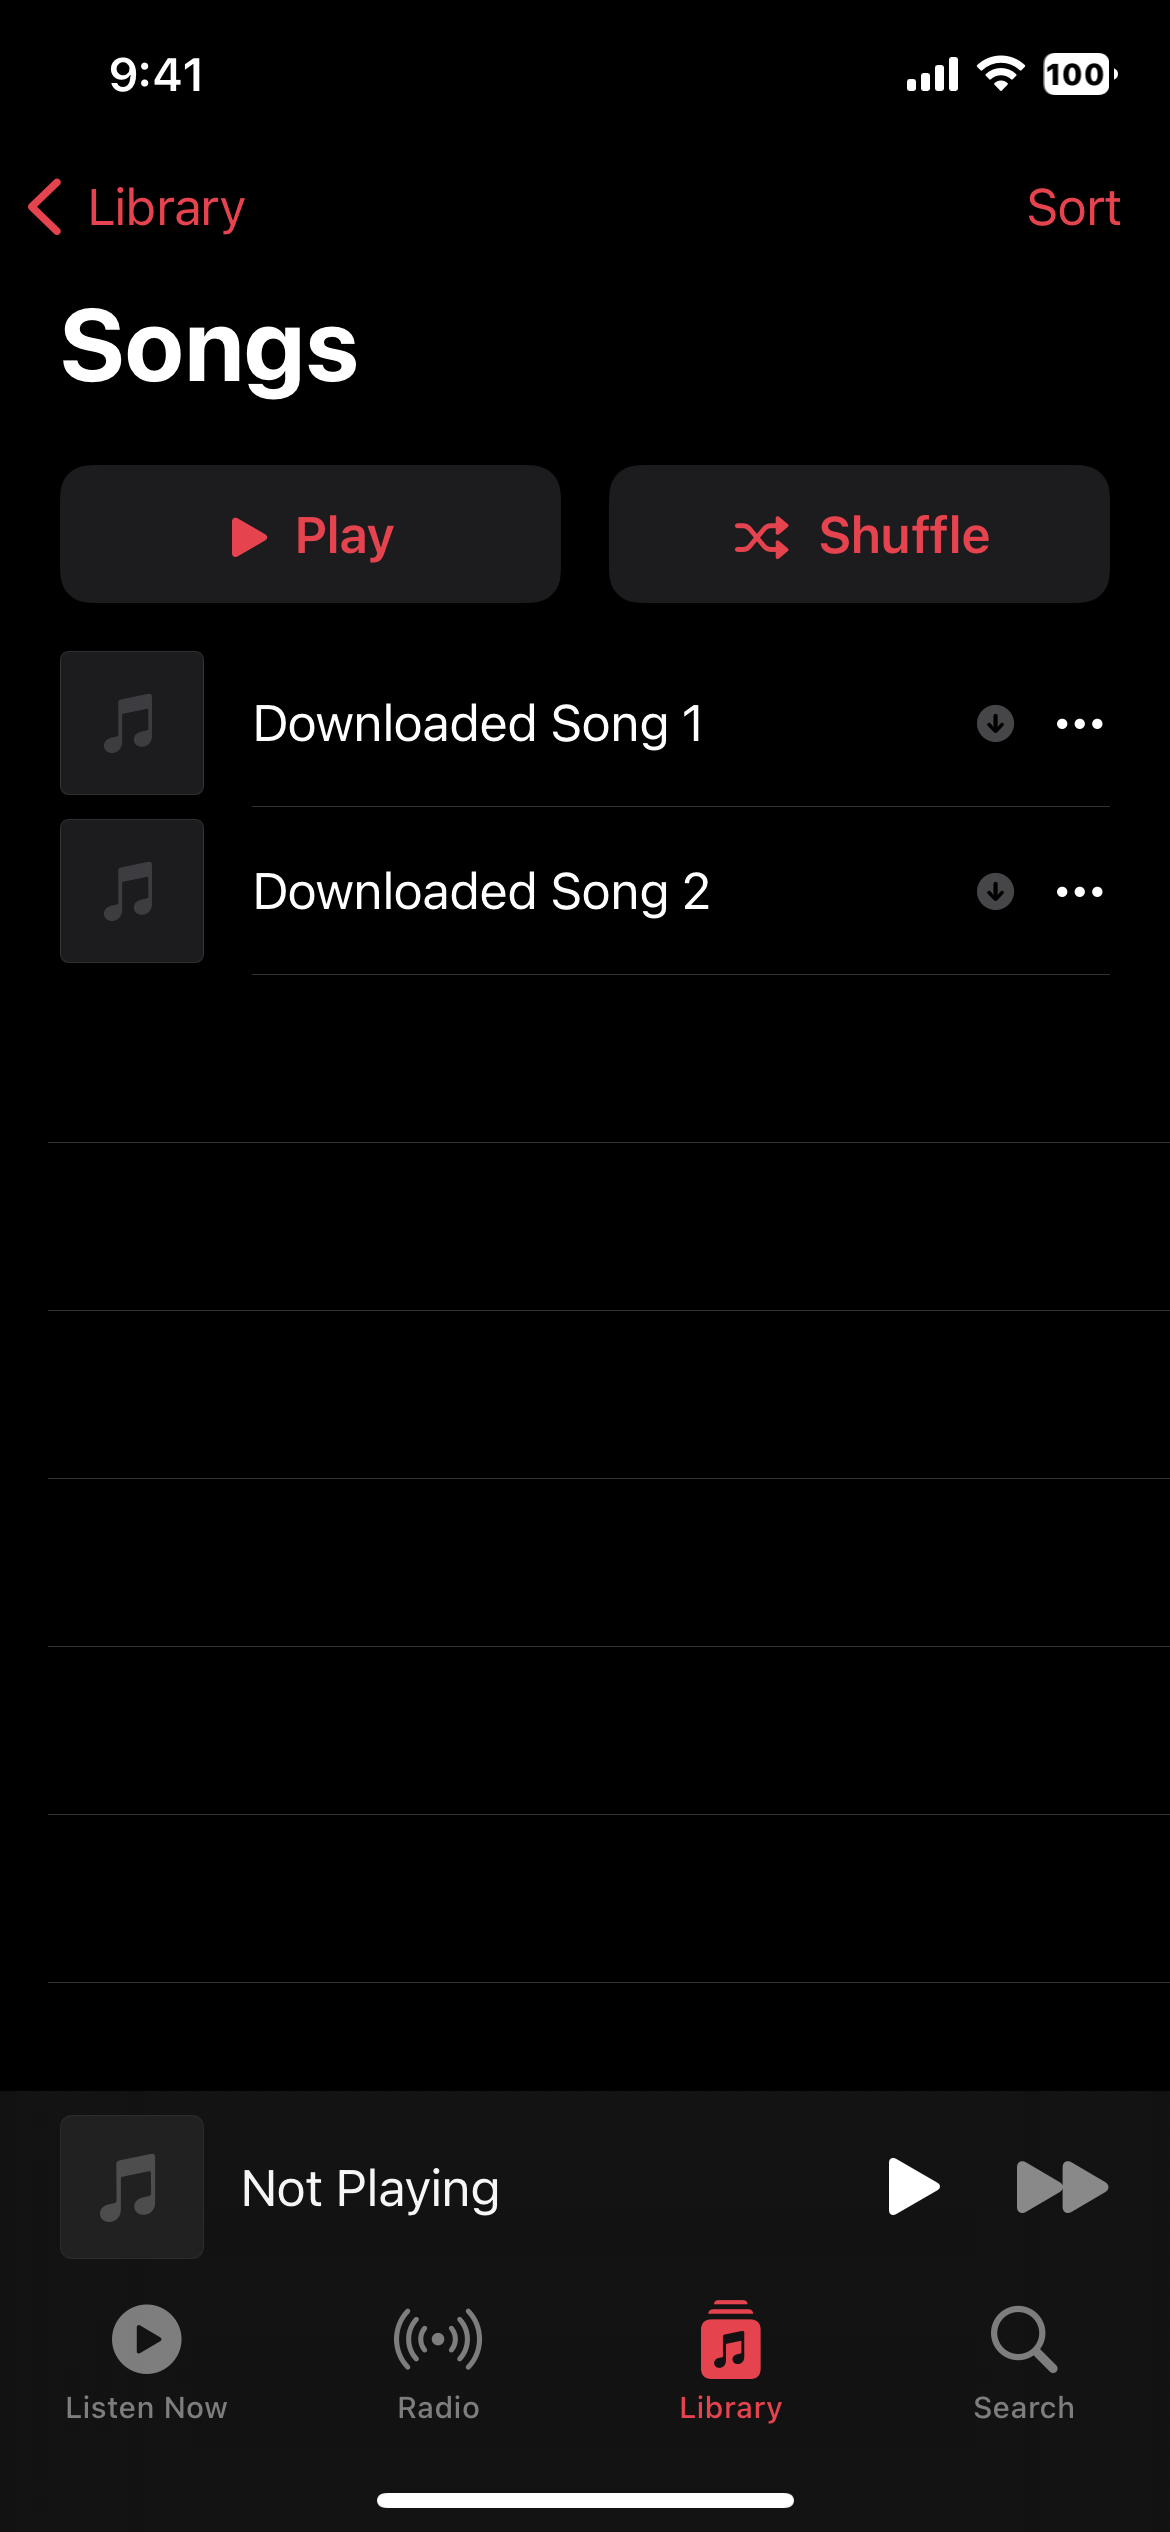 9:41
100
Library
Sort
Songs
Play
Shuffle
Downloaded Song 1
Downloaded Song 2
Not Playing
Listen Now
Radio
Library
Search